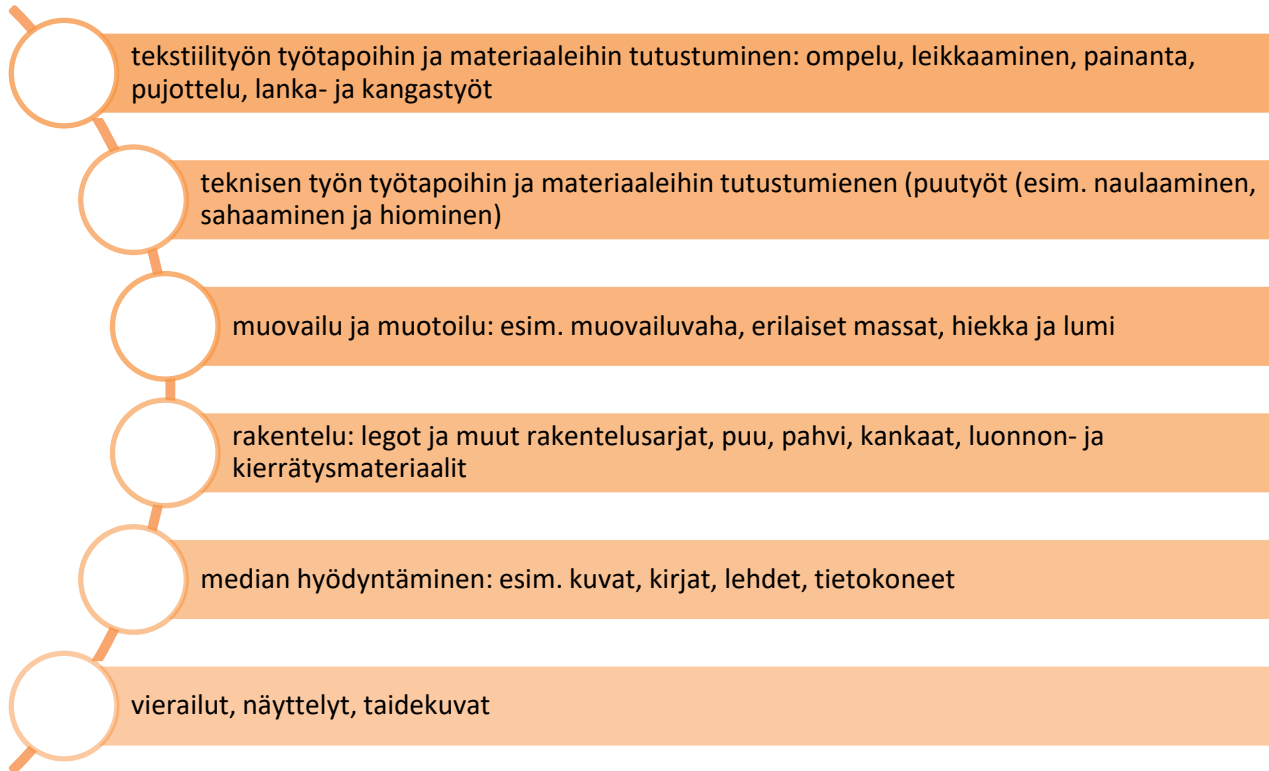 tekstiilityön työtapoihin ja materiaaleihin tutustuminen: ompelu, leikkaaminen, painanta,
pujottelu, lanka- ja kangastyöt
teknisen työn työtapoihin ja materiaaleihin tutustumienen (puutyöt (esim. naulaaminen,
sahaaminen ja hiominen)
muovailu ja muotoilu: esim. muovailuvaha, erilaiset massat, hiekka ja lumi
rakentelu: legot ja muut rakentelusarjat, puu, pahvi, kankaat, luonnon- ja
kierrätysmateriaalit
median hyödyntäminen: esim. kuvat, kirjat, lehdet, tietokoneet
vierailut, näyttelyt, taidekuvat